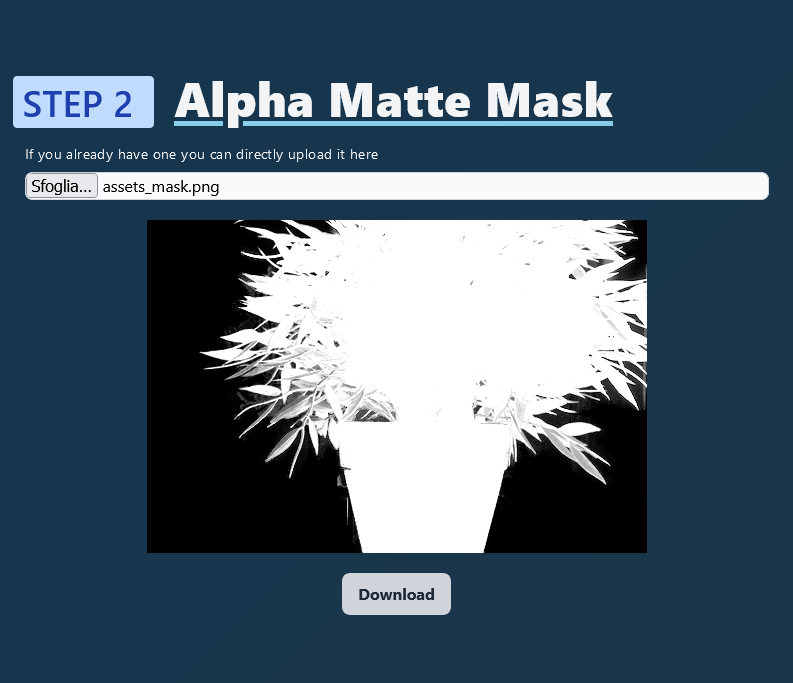 STEP 2 Alpha Matte Mask
If you already have one you can directly upload it here
Sfoglia... assets_mask.png
Download